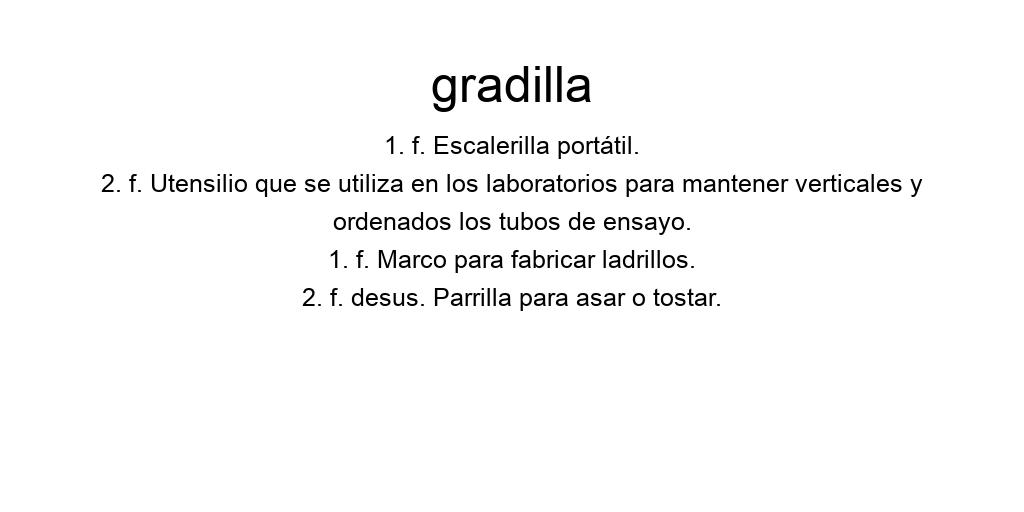 gradilla
1. f. Escalerilla portátil.
2. f. Utensilio que se utiliza en los laboratorios para mantener verticales y
ordenados los tubos de ensayo.
1. f. Marco para fabricar ladrillos.
2. f. desus. Parrilla para asar o tostar.